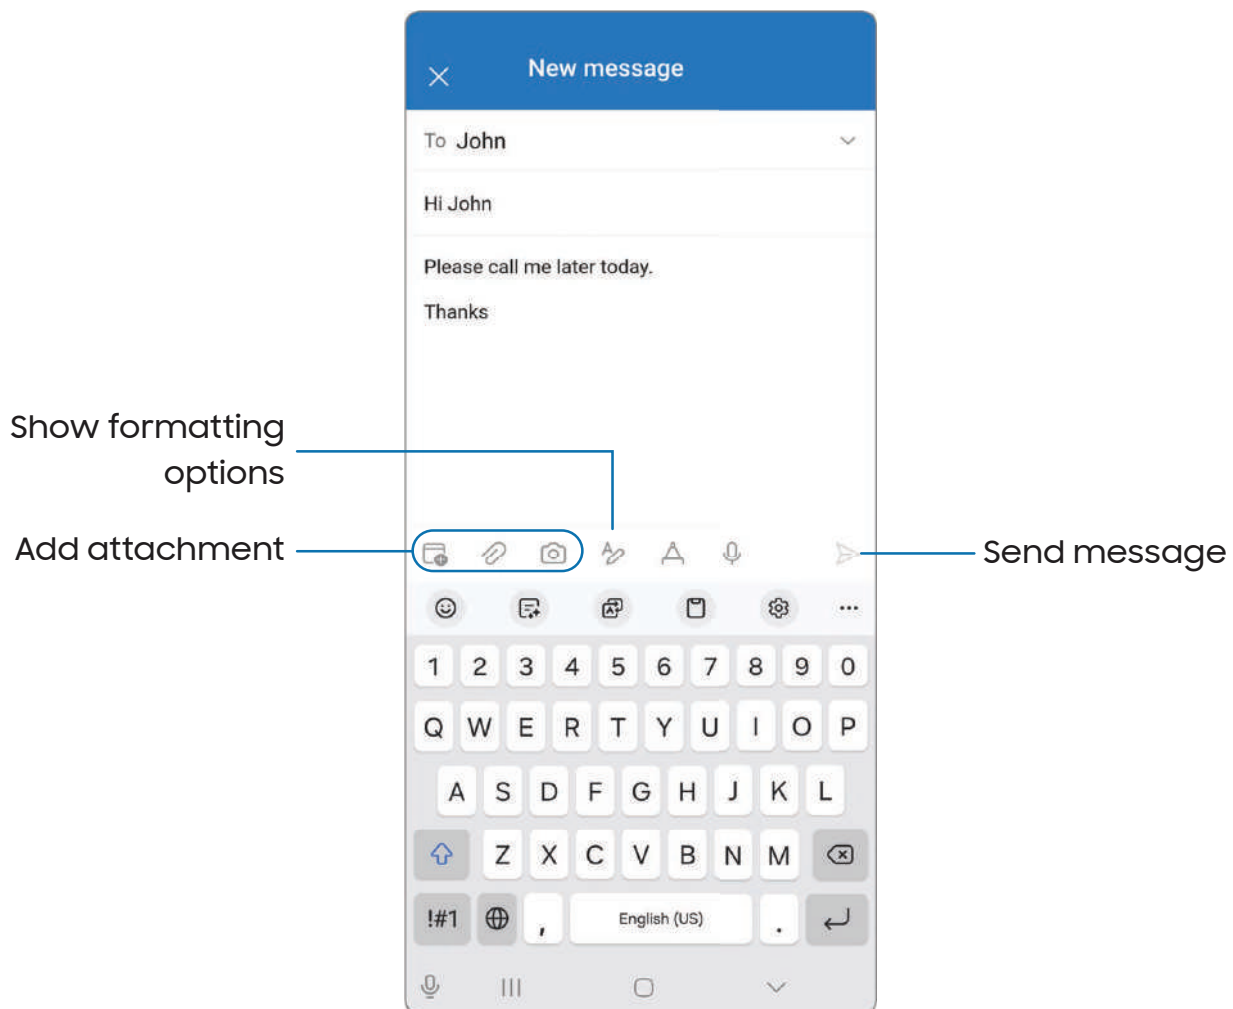 New message
To John
Hi John
Please call me later today.
Thanks
Show formatting
options
Add attachment
Send message
1 2 3 4 5 6 7 8 9 0
Q W E R T Y U I O P
A S D F G H J K L
Z X C V B N M
!#1 , English (US) .